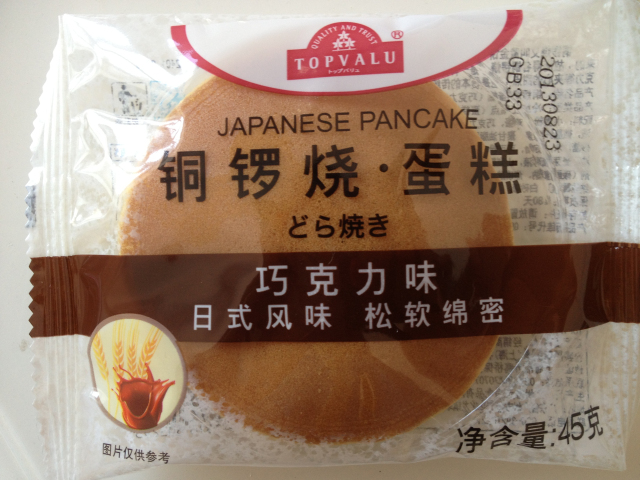 QUALITY AND TRUST
TOPVALU®
トップバリュ
20130823
GB33
JAPANESE PANCAKE
铜锣烧·蛋糕
どら焼き
巧克力味
日式风味 松软绵密
图片仅供参考
净含量:45克